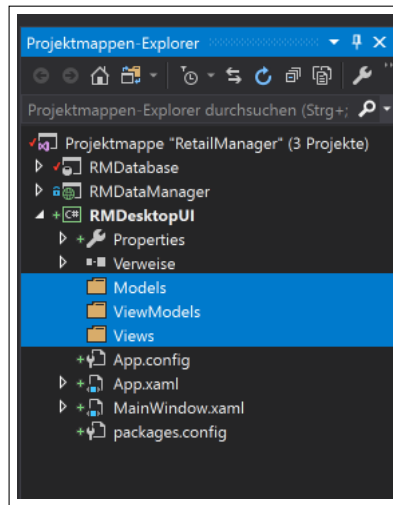 Projektmappen-Explorer
Projektmappen-Explorer durchsuchen (Strg+;
Projektmappe "RetailManager" (3 Projekte)
RMDatabase
RMDataManager
C# RMDesktopUI
Properties
Verweise
Models
ViewModels
Views
App.config
App.xaml
MainWindow.xaml
packages.config